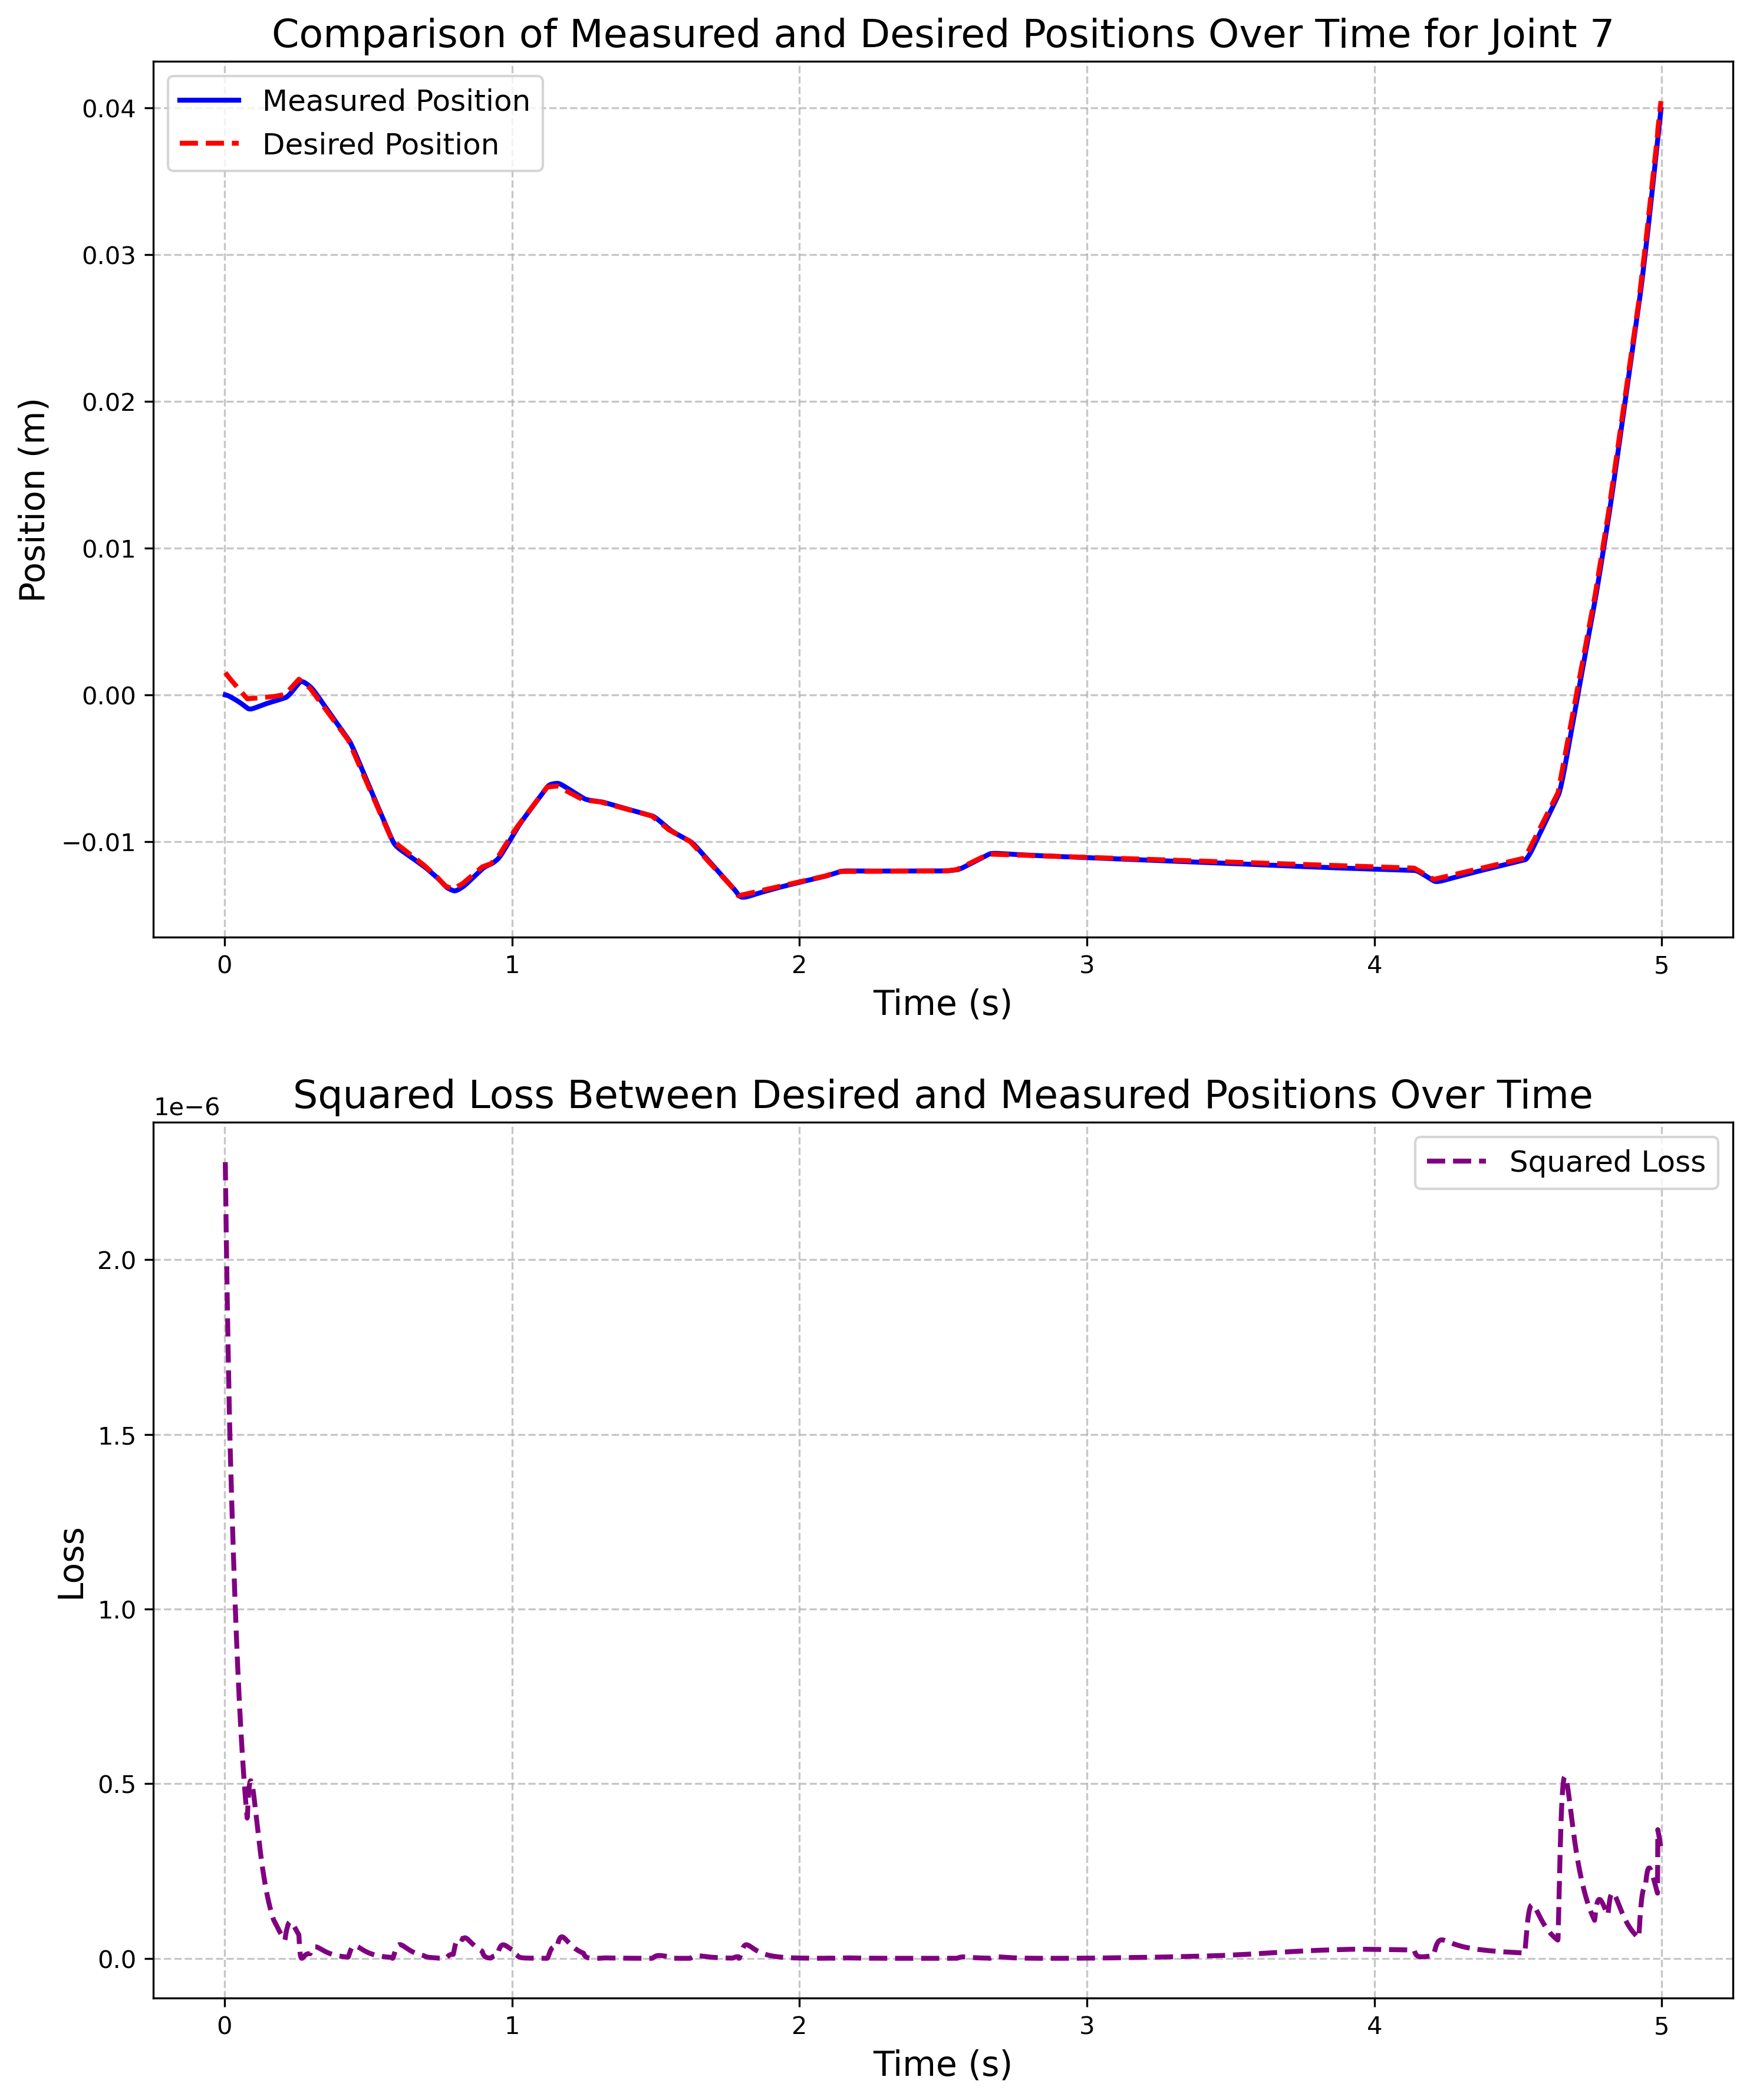 Comparison of Measured and Desired Positions Over Time for Joint 7
Measured Position
Desired Position
0.04
0.03
0.02
0.01
0.00
−0.01
Position (m)
0 1 2 3 4 5
Time (s)
Squared Loss Between Desired and Measured Positions Over Time
1e−6
Squared Loss
2.0
1.5
1.0
0.5
0.0
Loss
0 1 2 3 4 5
Time (s)